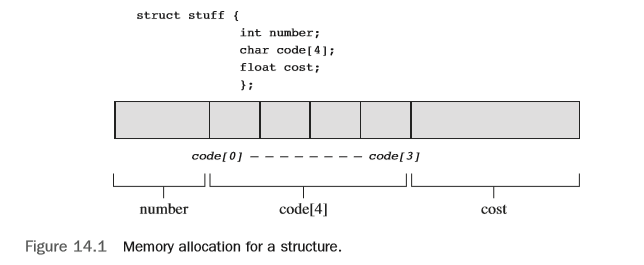 struct stuff {
int number;
char code[4];
float cost;
};
code[0] – – – – – – – – code[3]
number code[4] cost
Figure 14.1 Memory allocation for a structure.